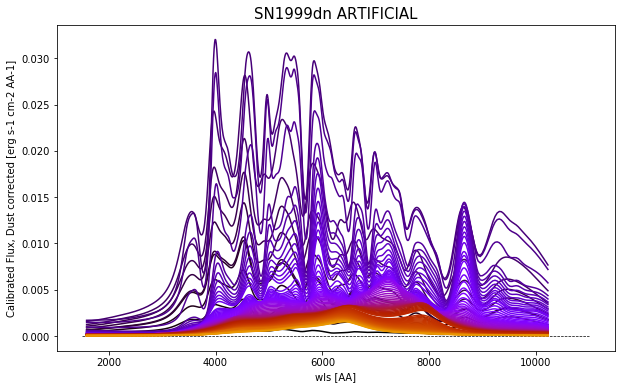 SN1999dn ARTIFICIAL
Calibrated Flux, Dust corrected [erg s-1 cm-2 AA-1]
0.030
0.025
0.020
0.015
0.010
0.005
0.000
2000 4000 6000 8000 10000
wls [AA]